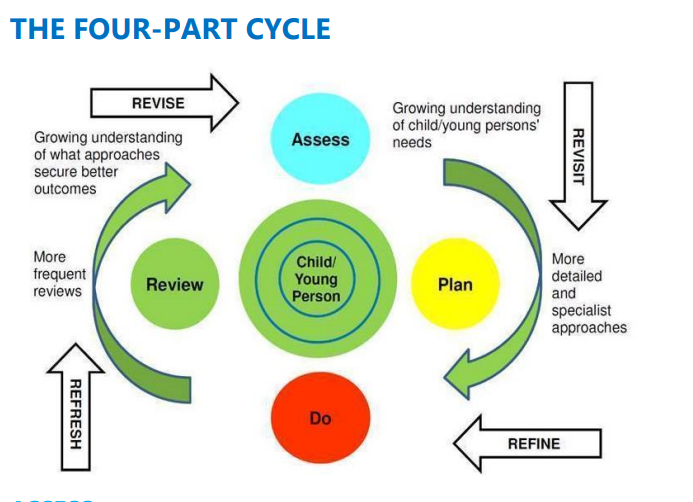 THE FOUR-PART CYCLE
REVISE
Growing understanding
of what approaches
secure better
outcomes
Assess
Growing understanding
of child/young persons'
needs
REVISIT
More
frequent
reviews
Review
Child/
Young
Person
Plan
More
detailed
and
specialist
approaches
REFRESH
Do
REFINE